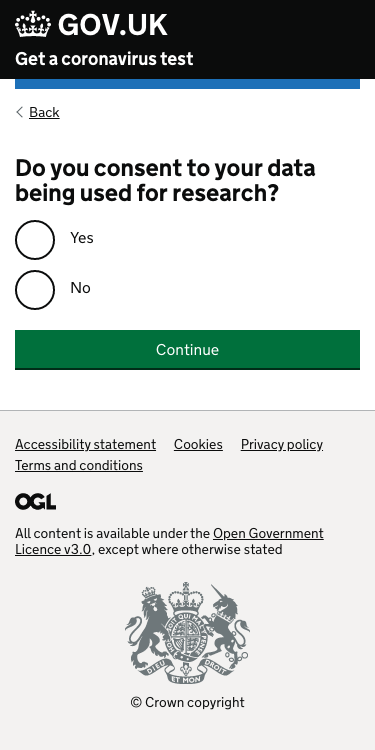 GOV.UK
Get a coronavirus test
Back
Do you consent to your data
being used for research?
Yes
No
Continue
Accessibility statement Cookies Privacy policy
Terms and conditions
OGL
All content is available under the Open Government
Licence v3.0, except where otherwise stated
DIEU ET MON DROIT
© Crown copyright